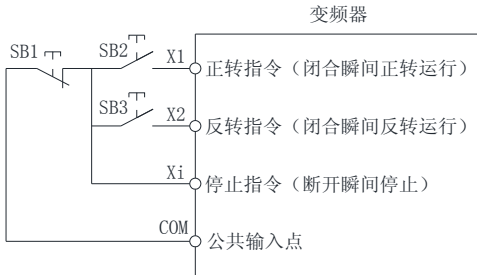 变频器
SB1
SB2
X1
正转指令（闭合瞬间正转运行）
SB3
X2
反转指令（闭合瞬间反转运行）
Xi
停止指令（断开瞬间停止）
COM
公共输入点